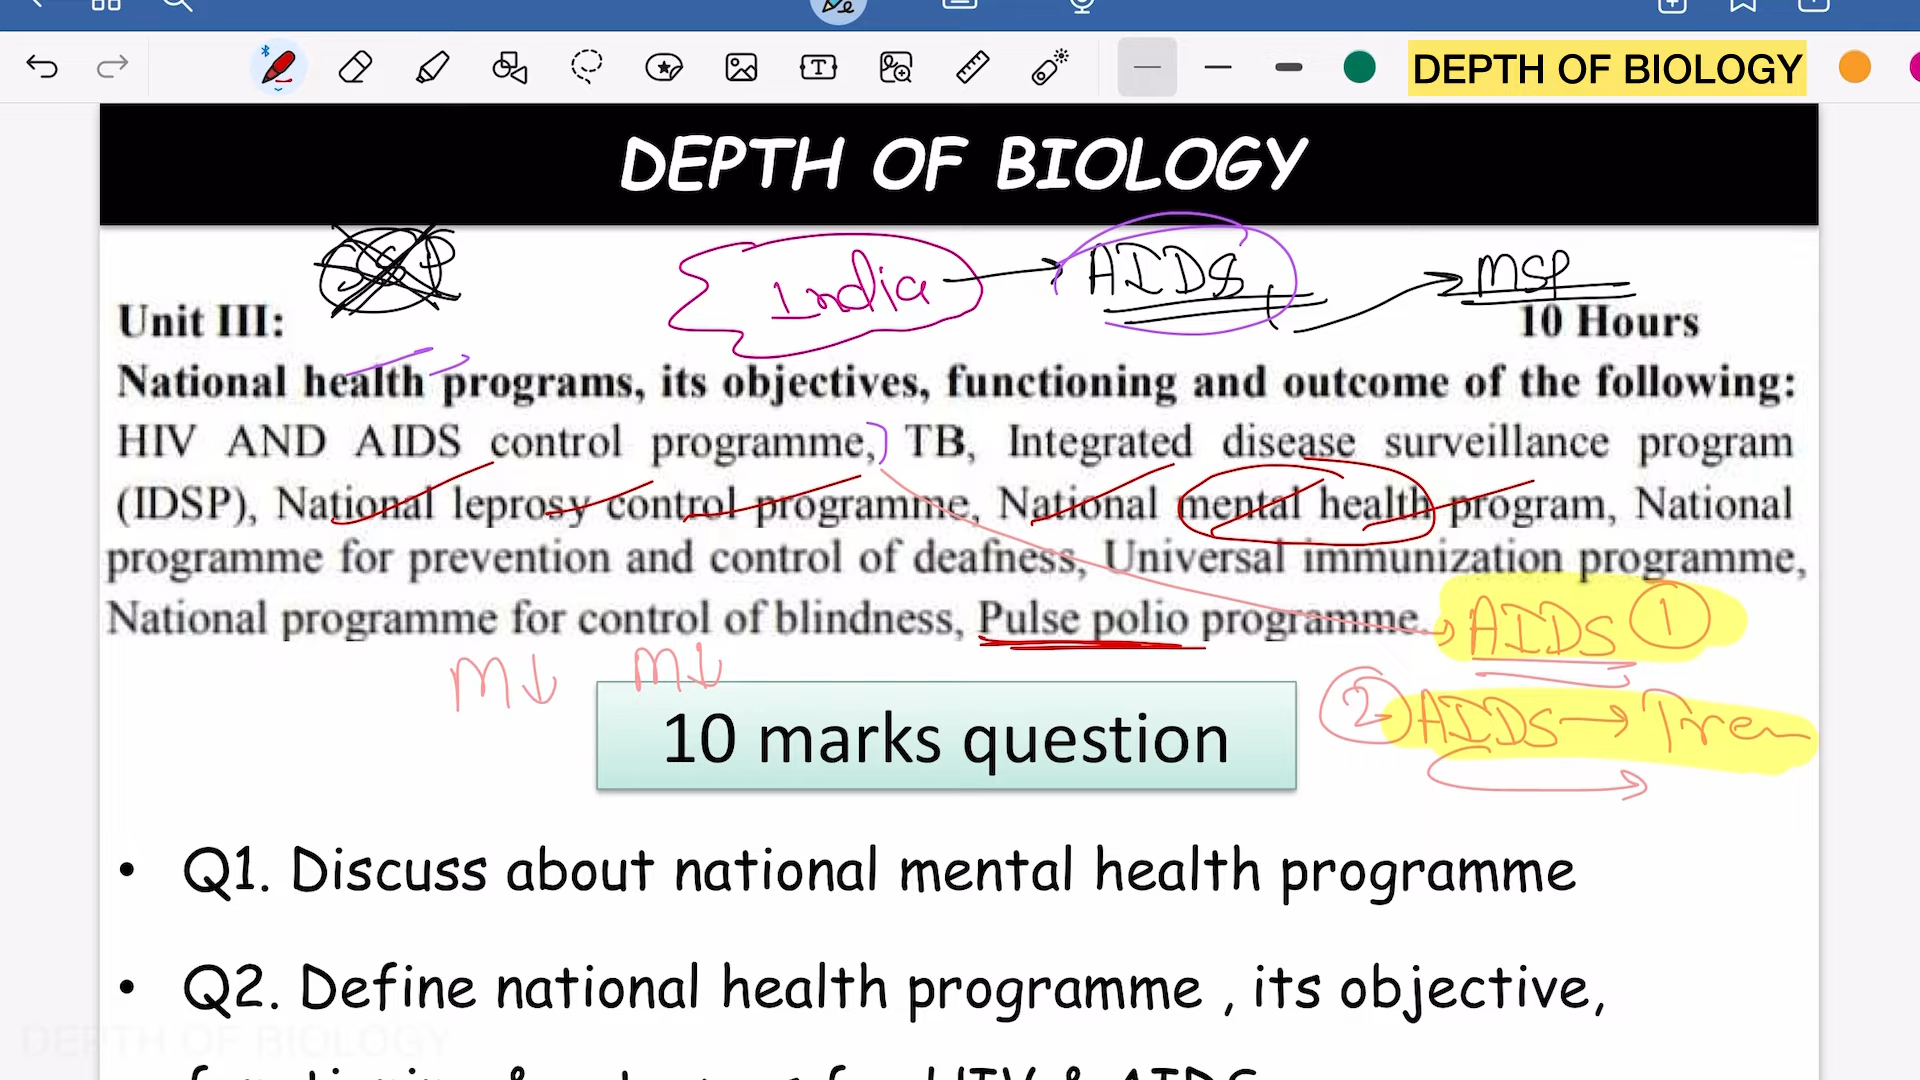 DEPTH OF BIOLOGY
DEPTH OF BIOLOGY
India
AIDS
MSP
Unit III:
10 Hours
National health programs, its objectives, functioning and outcome of the following:
HIV AND AIDS control programme, TB, Integrated disease surveillance program
(IDSP), National leprosy control programme, National mental health program, National
programme for prevention and control of deafness, Universal immunization programme,
National programme for control of blindness, Pulse polio programme.
AIDS 1
M↓ M↓
2 AIDS →
10 marks question
• Q1. Discuss about national mental health programme
• Q2. Define national health programme , its objective,
DEPTH OF BIOLOGY